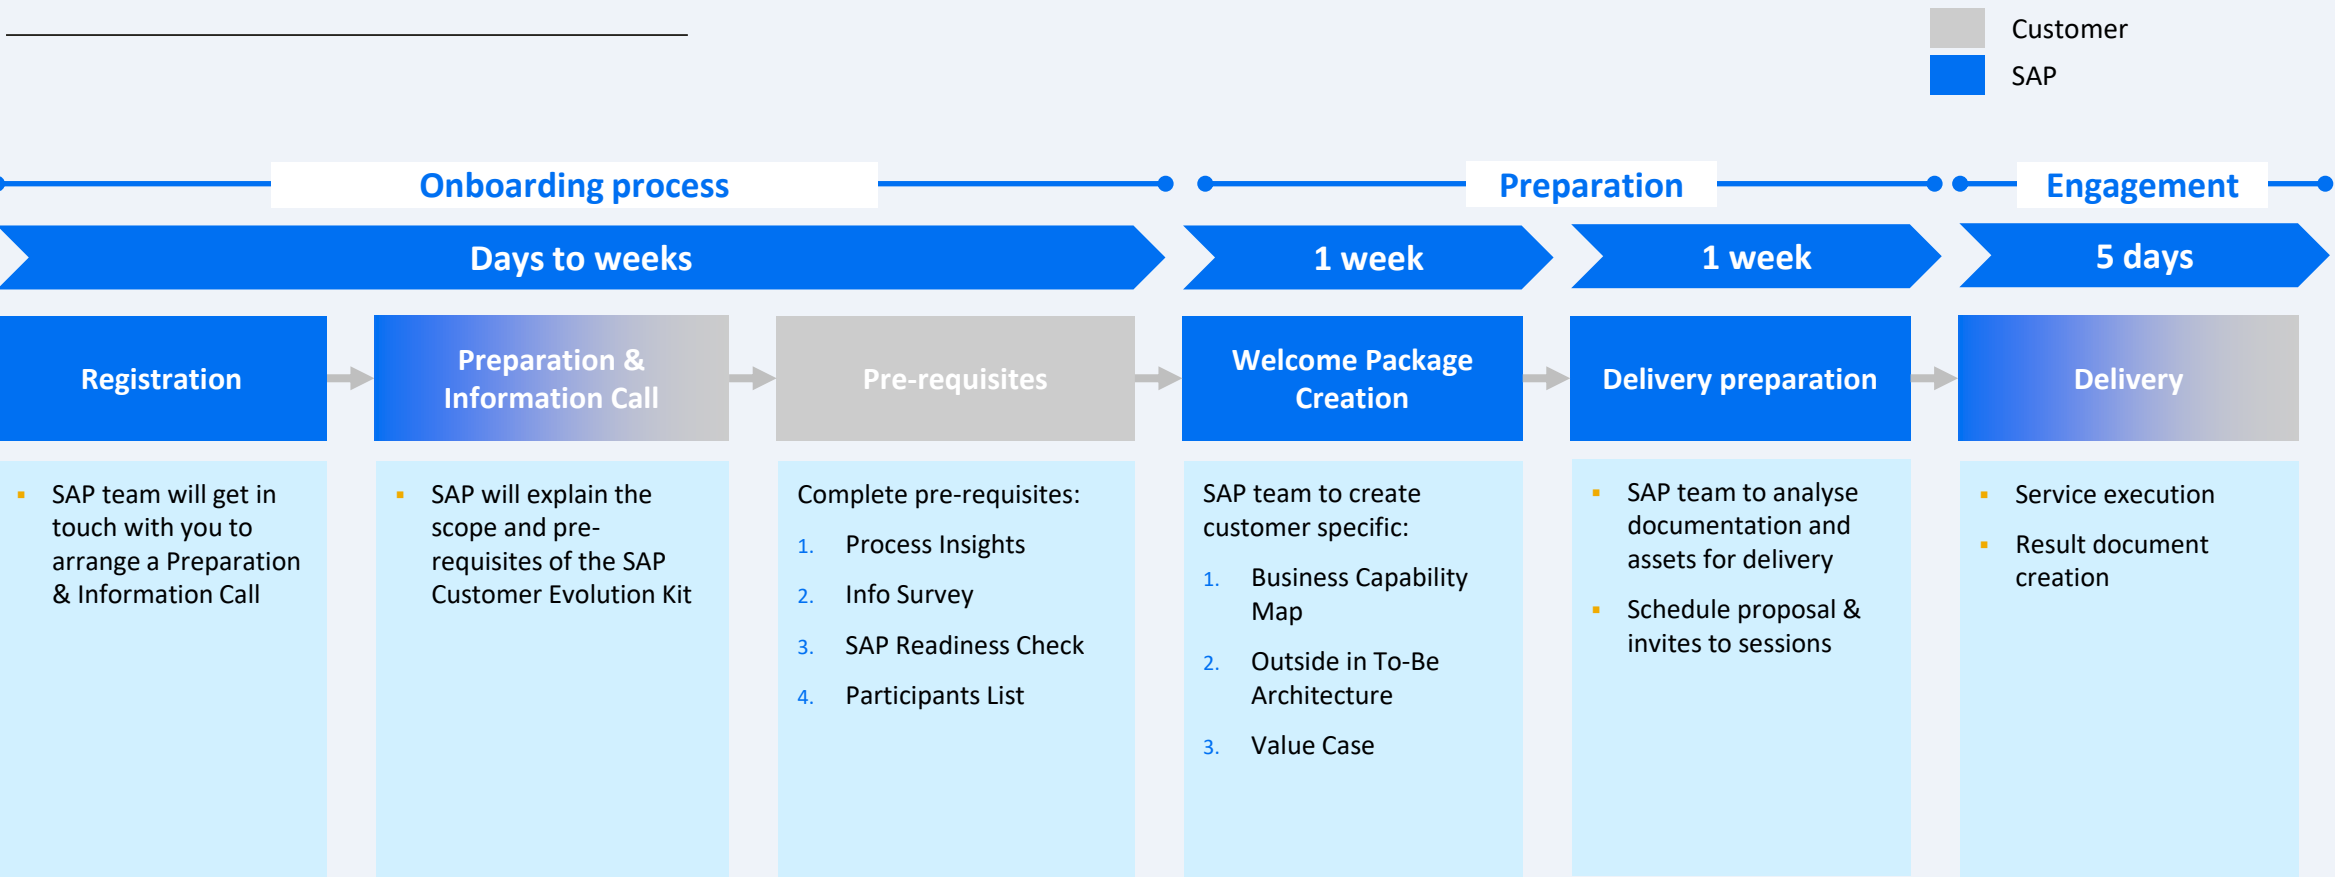 Customer
SAP
Onboarding process
Preparation
Engagement
Days to weeks
1 week
1 week
5 days
Registration
Preparation &
Information Call
Pre-requisites
Welcome Package
Creation
Delivery preparation
Delivery
▪ SAP team will get in
touch with you to
arrange a Preparation
& Information Call
▪ SAP will explain the
scope and pre-
requisites of the SAP
Customer Evolution Kit
Complete pre-requisites:
1. Process Insights
2. Info Survey
3. SAP Readiness Check
4. Participants List
SAP team to create
customer specific:
1. Business Capability
Map
2. Outside in To-Be
Architecture
3. Value Case
▪ SAP team to analyse
documentation and
assets for delivery
▪ Schedule proposal &
invites to sessions
▪ Service execution
▪ Result document
creation